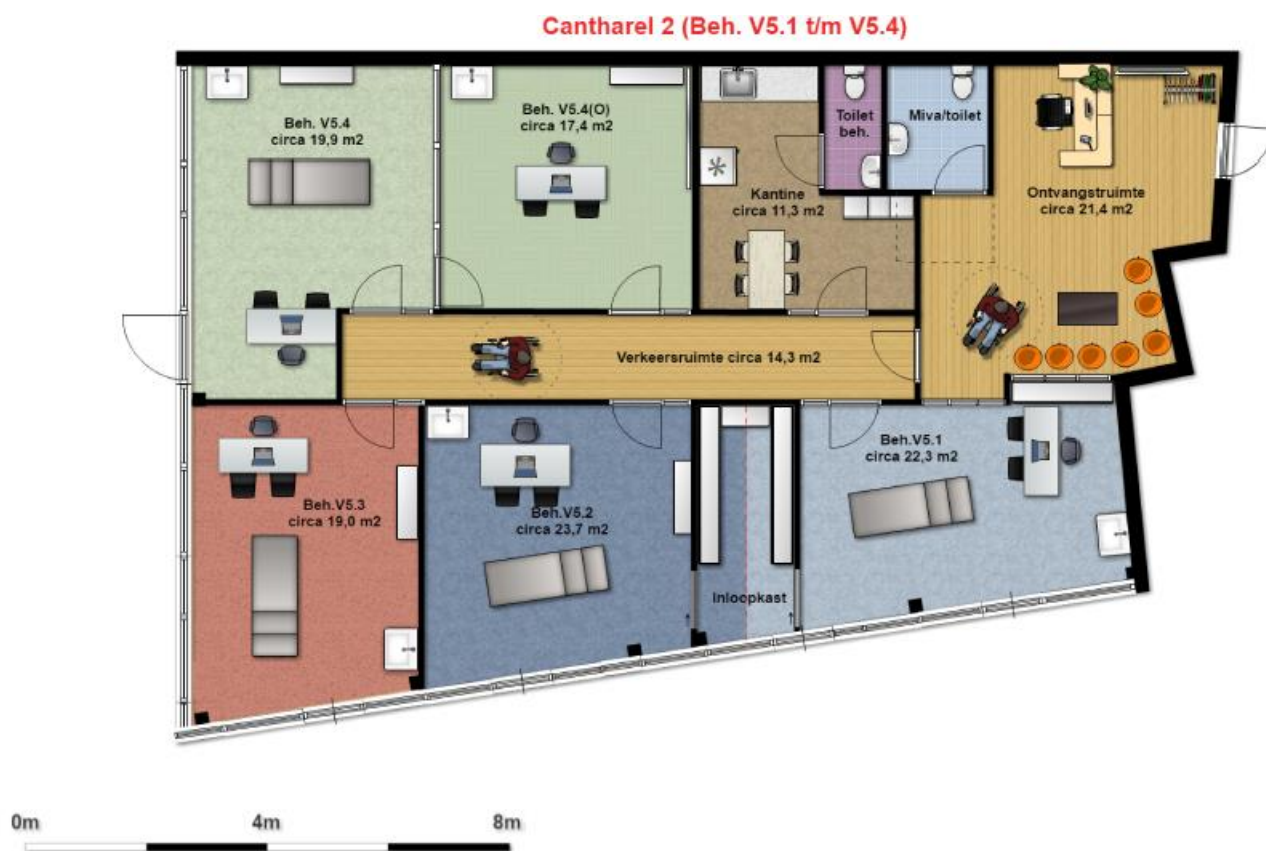 Cantharel 2 (Beh. V5.1 t/m V5.4)
Beh. V5.4
circa 19,9 m2
Beh. V5.4(O)
circa 17,4 m2
Toilet
beh.
Miva/toilet
Kantine
circa 11,3 m2
Ontvangstruimte
circa 21,4 m2
Verkeersruimte circa 14,3 m2
Beh.V5.3
circa 19,0 m2
Beh.V5.2
circa 23,7 m2
Inloopkast
Beh.V5.1
circa 22,3 m2
0m
4m
8m